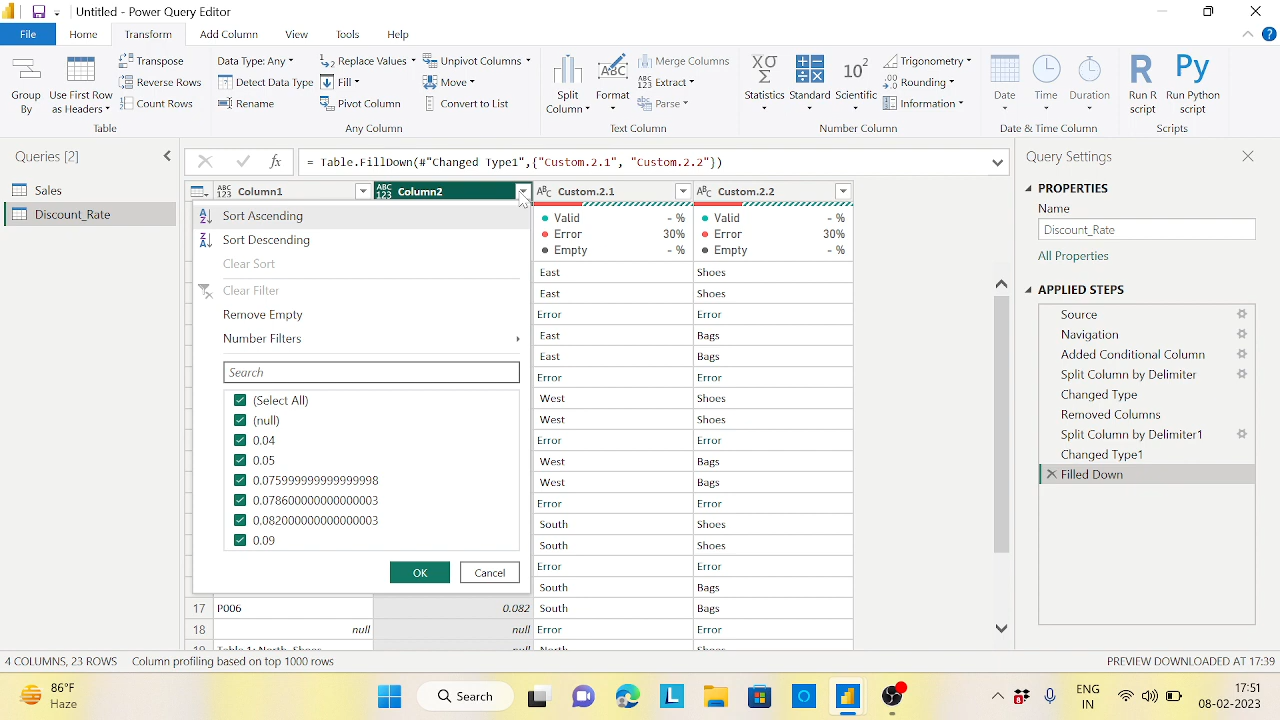 Untitled - Power Query Editor
File Home Transform Add Column View Tools Help
Group By
Use First Row as Headers
Transpose
Reverse Rows
Count Rows
Table
Data Type: Any
Detect Data Type
Rename
Replace Values
Fill
Pivot Column
Unpivot Columns
Move
Convert to List
Any Column
Split Column
Format
Merge Columns
Extract
Parse
Text Column
Statistics
Standard
Scientific
Trigonometry
Rounding
Information
Number Column
Date
Time
Duration
Date & Time Column
Run R script
Run Python script
Scripts
Queries [2]
Sales
Discount_Rate
= Table.FillDown(#"Changed Type1",{"Custom.2.1", "Custom.2.2"})
Column1 Column2 Custom.2.1 Custom.2.2
Sort Ascending
Sort Descending
Clear Sort
Clear Filter
Remove Empty
Number Filters
Search
(Select All)
(null)
0.04
0.05
0.075999999999999998
0.078600000000000003
0.082000000000000003
0.09
OK Cancel
Valid - % Valid - %
Error 30% Error 30%
Empty - % Empty - %
East Shoes
East Shoes
Error Error
East Bags
East Bags
Error Error
West Shoes
West Shoes
Error Error
West Bags
West Bags
Error Error
South Shoes
South Shoes
Error Error
South Bags
17 P006 0.082 South Bags
18 null null Error Error
Query Settings
PROPERTIES
Name
Discount_Rate
All Properties
APPLIED STEPS
Source
Navigation
Added Conditional Column
Split Column by Delimiter
Changed Type
Removed Columns
Split Column by Delimiter1
Changed Type1
Filled Down
4 COLUMNS, 23 ROWS Column profiling based on top 1000 rows
PREVIEW DOWNLOADED AT 17:39
86°F
Haze
Search
ENG
IN
17:51
08-02-2023